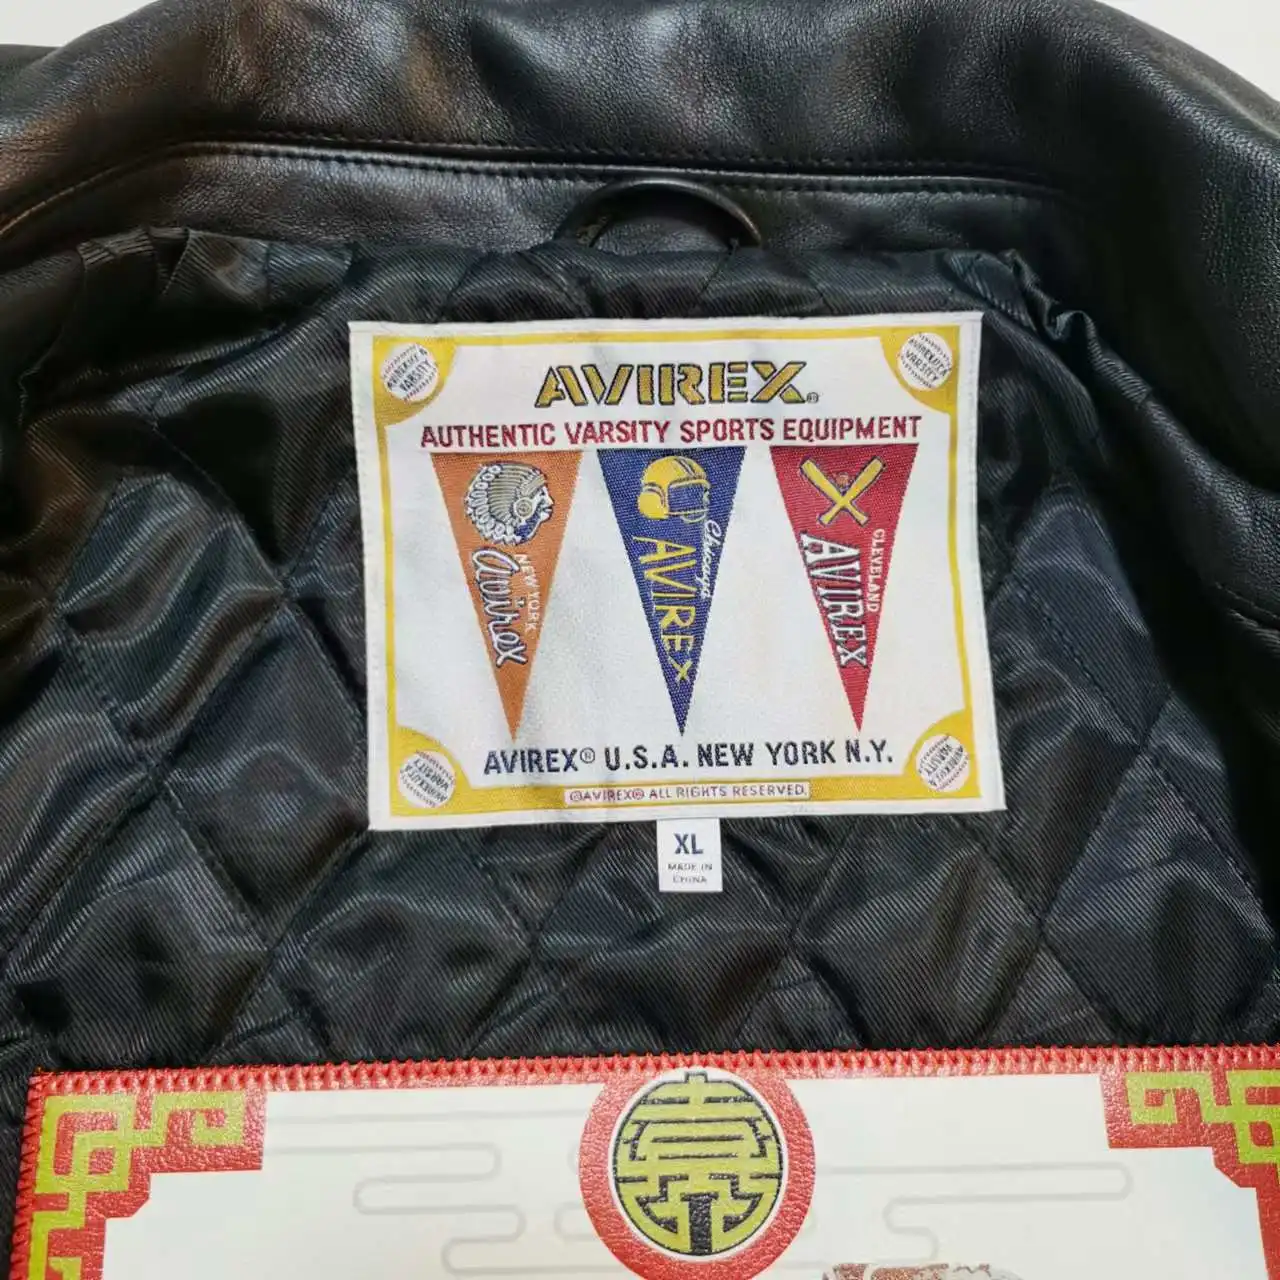 AVIREX®
AUTHENTIC VARSITY SPORTS EQUIPMENT
NEW YORK
avirex
Chicago
AVIREX
CLEVELAND
AVIREX
AVIREX® U.S.A. NEW YORK N.Y.
©AVIREX® ALL RIGHTS RESERVED.
XL
MADE IN
CHINA